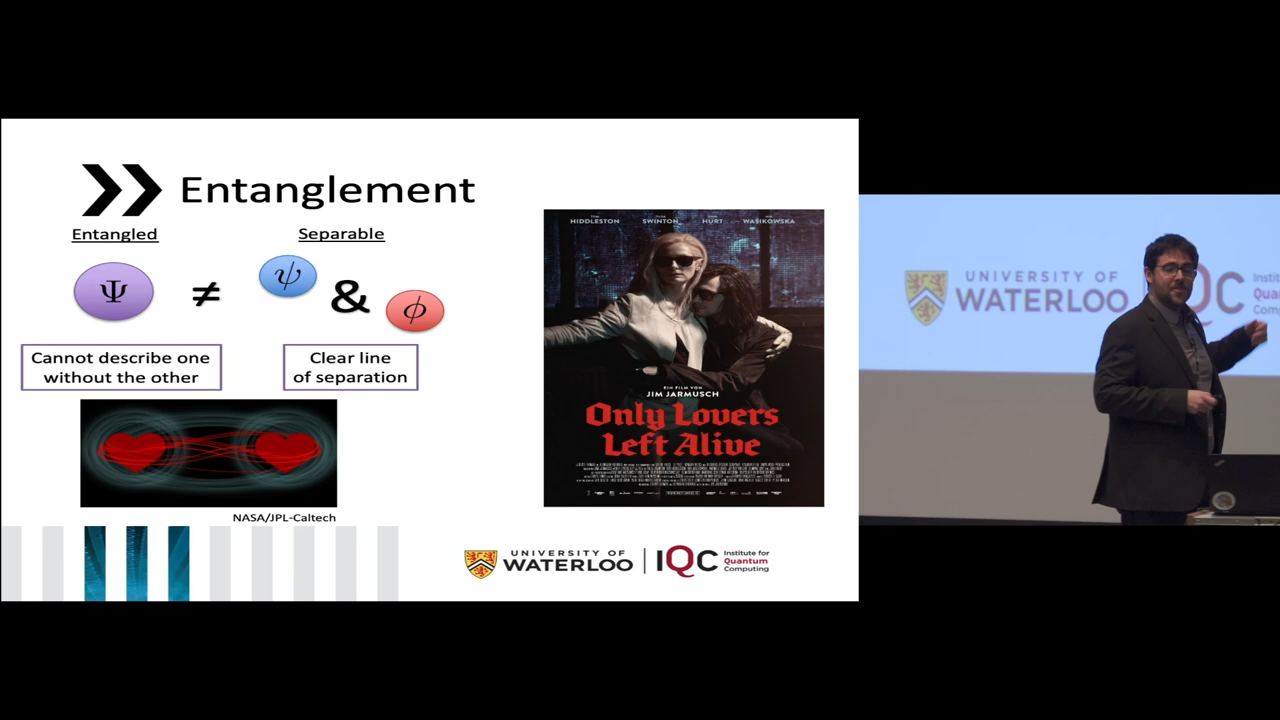 Entanglement
Entangled
Separable
Ψ
≠
ψ
&
ϕ
Cannot describe one
without the other
Clear line
of separation
NASA/JPL-Caltech
HIDDLESTON
SWINTON
HURT
WASIKOWSKA
EIN FILM VON
JIM JARMUSCH
Only Lovers
Left Alive
UNIVERSITY OF
WATERLOO
IQC
Institute for
Quantum
Computing
UNIVERSITY OF
WATERLOO
QC